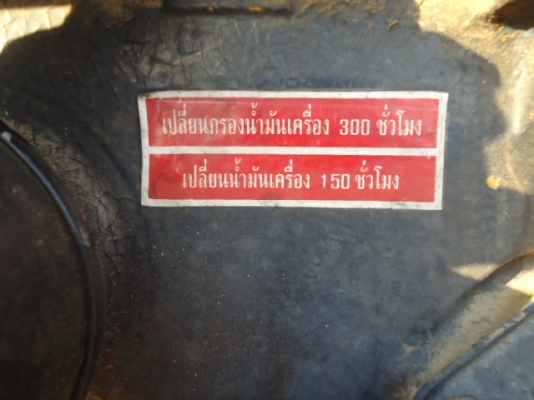 เปลี่ยนกรองน้ำมันเครื่อง 300 ชั่วโมง
เปลี่ยนน้ำมันเครื่อง 150 ชั่วโมง